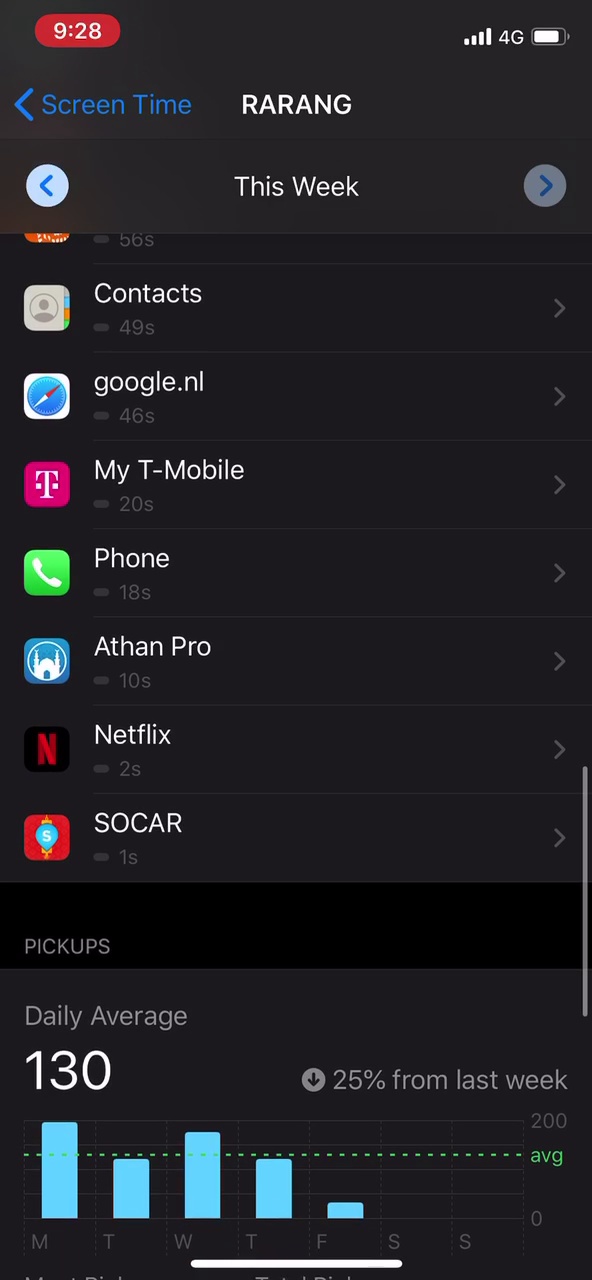 9:28
4G
Screen Time
RARANG
This Week
56s
Contacts
49s
google.nl
46s
My T-Mobile
20s
Phone
18s
Athan Pro
10s
Netflix
2s
SOCAR
1s
PICKUPS
Daily Average
130
25% from last week
200
avg
0
M T W T F S S